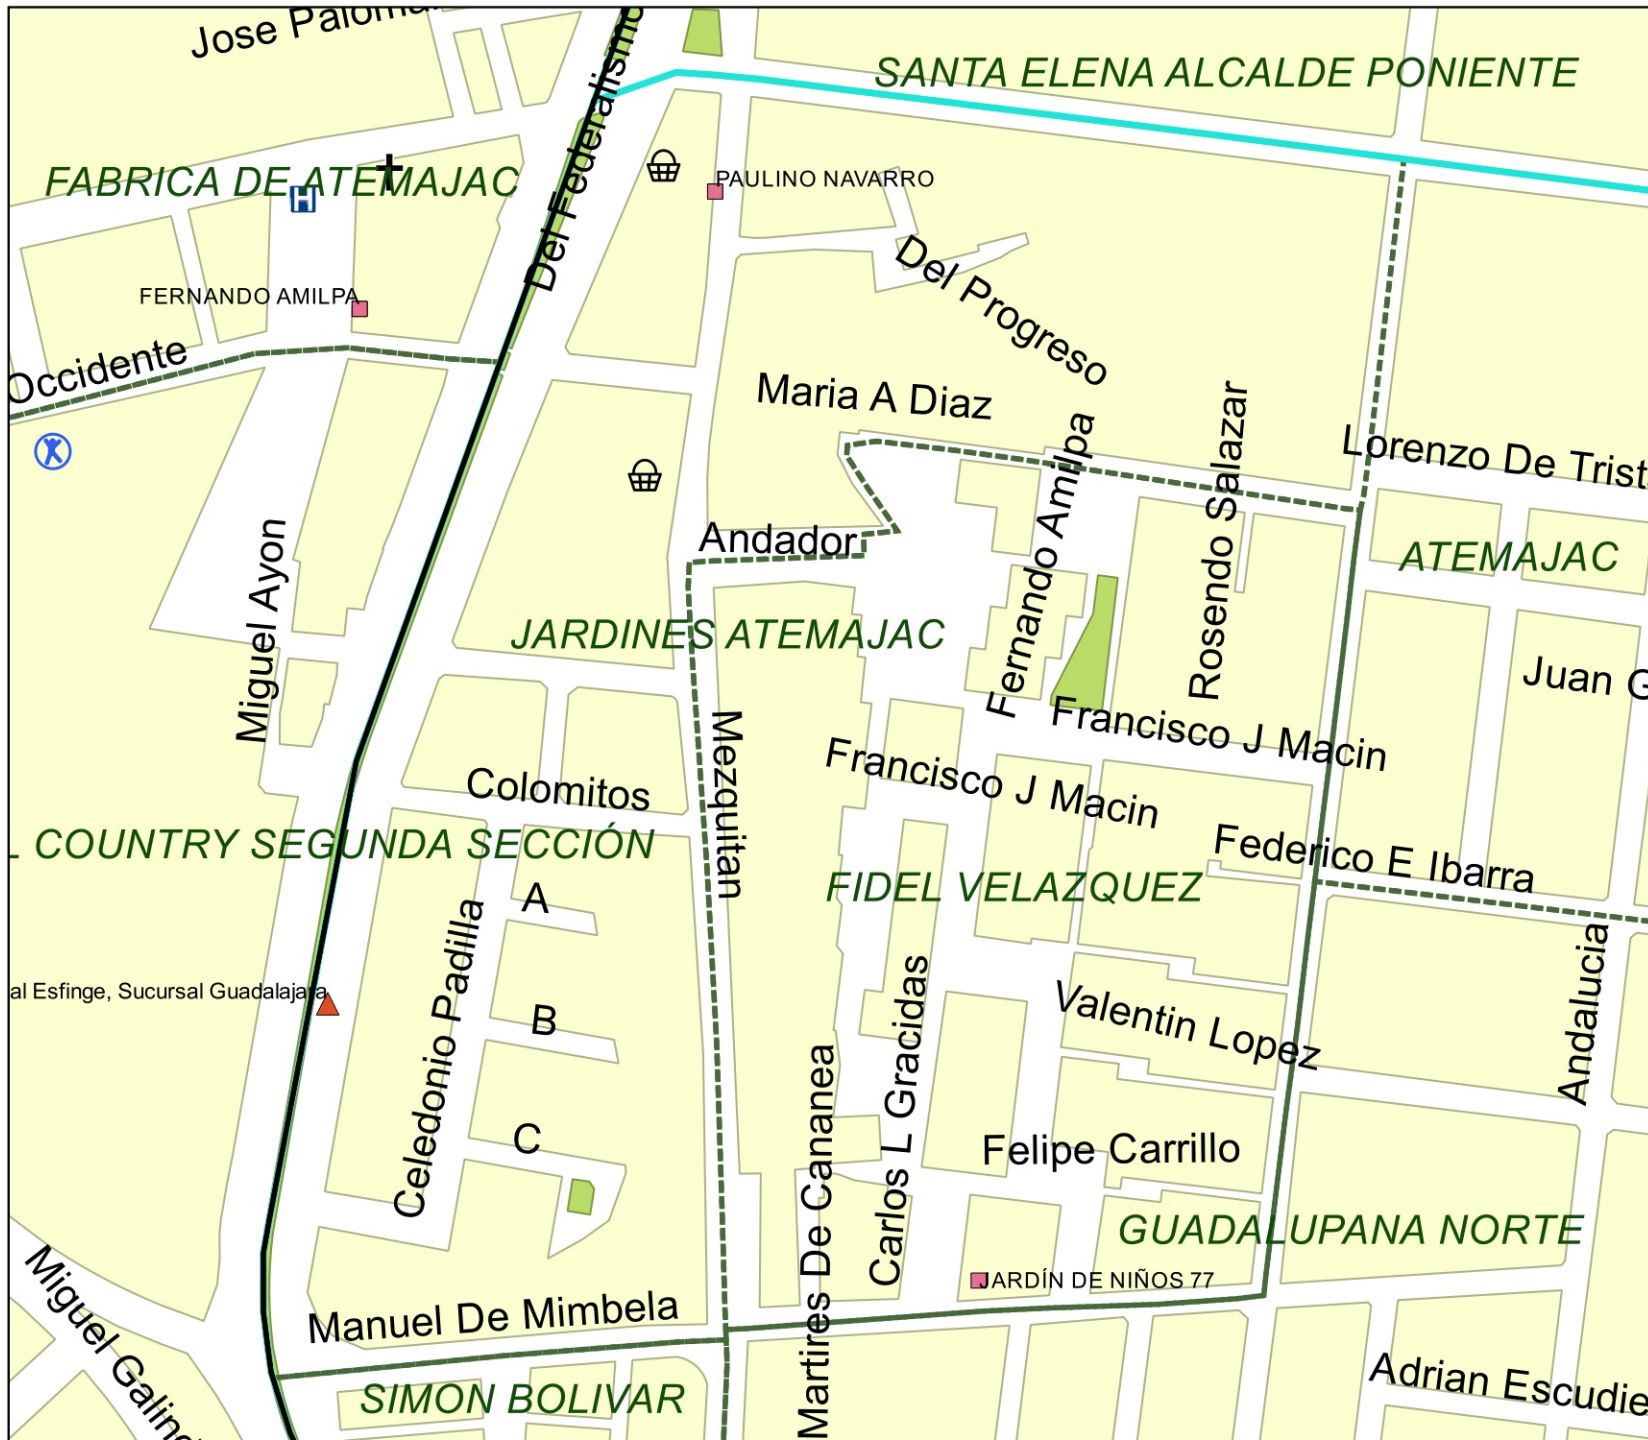 Jose Paloma
Del Federalismo
SANTA ELENA ALCALDE PONIENTE
FABRICA DE ATEMAJAC
H
PAULINO NAVARRO
Del Progreso
FERNANDO AMILPA
Occidente
Maria A Diaz
Fernando Amilpa
Rosendo Salazar
Lorenzo De Trist
Andador
ATEMAJAC
Miguel Ayon
JARDINES ATEMAJAC
Juan G
Francisco J Macin
Mezquitan
Francisco J Macin
Colomitos
L COUNTRY SEGUNDA SECCIÓN
Federico E Ibarra
FIDEL VELAZQUEZ
A
Celedonio Padilla
Andalucia
al Esfinge, Sucursal Guadalajara
B
Valentin Lopez
Carlos L Gracidas
Martires De Cananea
C
Felipe Carrillo
GUADALUPANA NORTE
Miguel Galind
JARDÍN DE NIÑOS 77
Manuel De Mimbela
SIMON BOLIVAR
Adrian Escudie